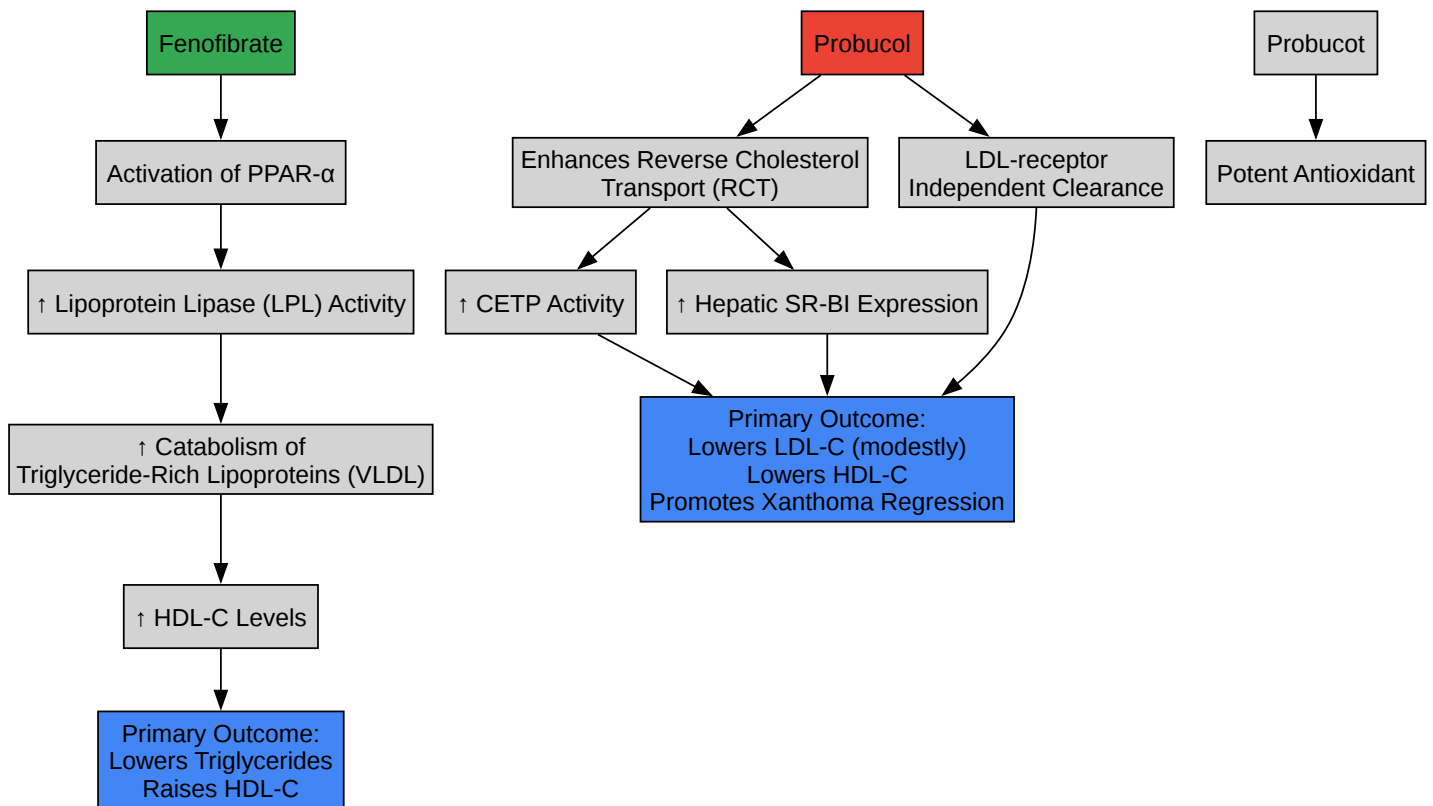 Fenofibrate
Probucol
Probucot
Activation of PPAR-α
Enhances Reverse Cholesterol
Transport (RCT)
LDL-receptor
Independent Clearance
Potent Antioxidant
↑ Lipoprotein Lipase (LPL) Activity
↑ CETP Activity
↑ Hepatic SR-BI Expression
↑ Catabolism of
Triglyceride-Rich Lipoproteins (VLDL)
Primary Outcome:
Lowers LDL-C (modestly)
Lowers HDL-C
Promotes Xanthoma Regression
↑ HDL-C Levels
Primary Outcome:
Lowers Triglycerides
Raises HDL-C